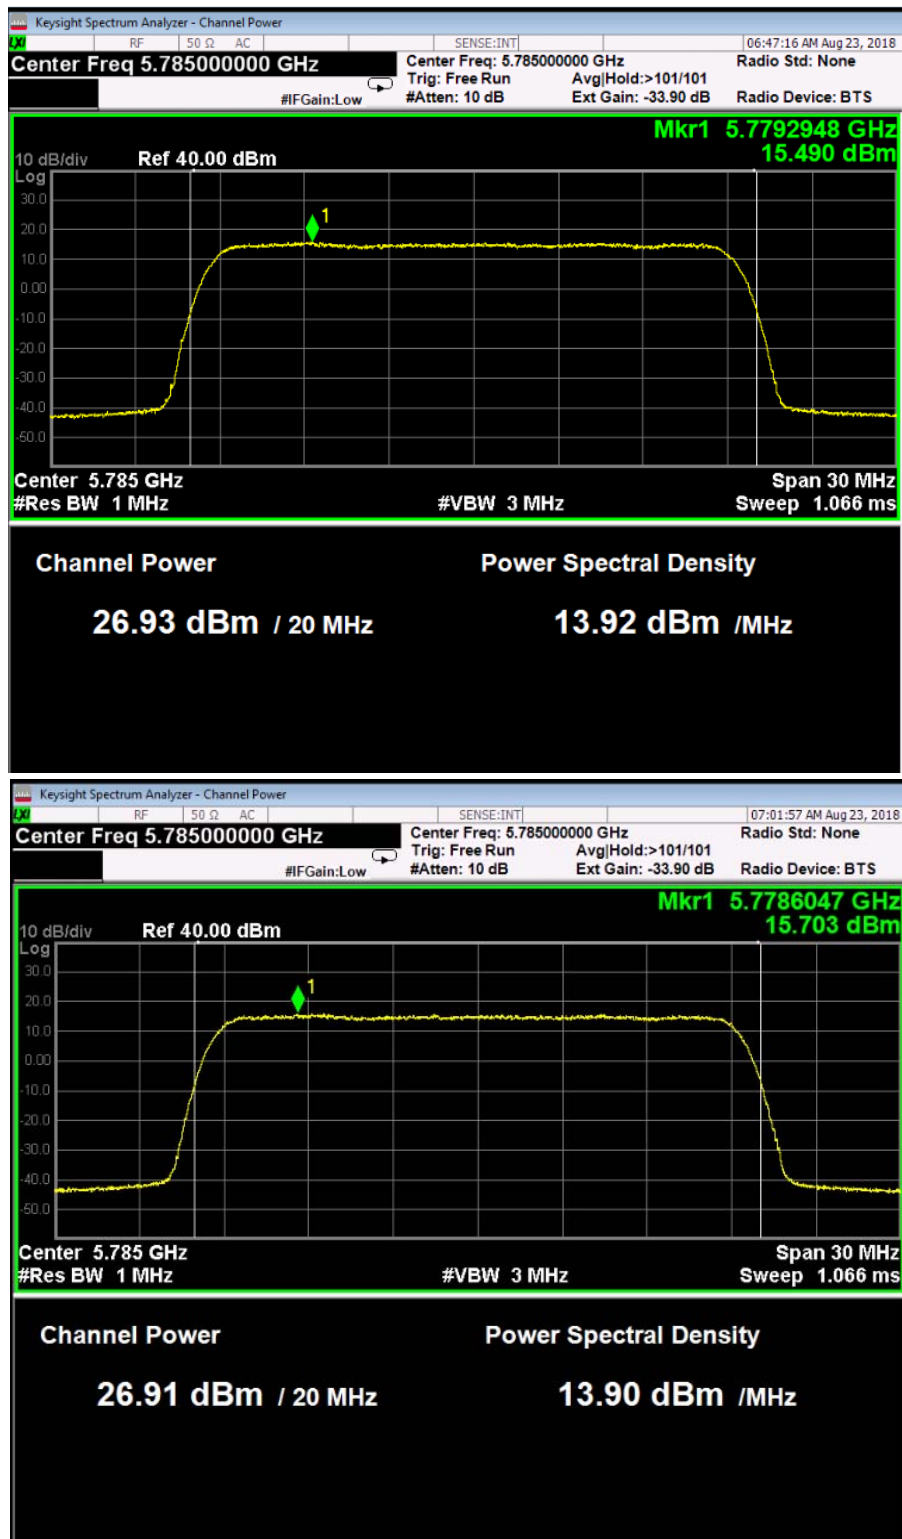 Keysight Spectrum Analyzer - Channel Power
LXI RF 50 Ω AC SENSE:INT 06:47:16 AM Aug 23, 2018
Center Freq 5.785000000 GHz Center Freq: 5.785000000 GHz Radio Std: None
Trig: Free Run Avg|Hold:>101/101
#IFGain:Low #Atten: 10 dB Ext Gain: -33.90 dB Radio Device: BTS
Mkr1 5.7792948 GHz
15.490 dBm
10 dB/div Ref 40.00 dBm
Log
30.0
1
20.0
10.0
0.00
-10.0
-20.0
-30.0
-40.0
-50.0
Center 5.785 GHz Span 30 MHz
#Res BW 1 MHz #VBW 3 MHz Sweep 1.066 ms
Channel Power Power Spectral Density
26.93 dBm / 20 MHz 13.92 dBm /MHz
Keysight Spectrum Analyzer - Channel Power
LXI RF 50 Ω AC SENSE:INT 07:01:57 AM Aug 23, 2018
Center Freq 5.785000000 GHz Center Freq: 5.785000000 GHz Radio Std: None
Trig: Free Run Avg|Hold:>101/101
#IFGain:Low #Atten: 10 dB Ext Gain: -33.90 dB Radio Device: BTS
Mkr1 5.7786047 GHz
15.703 dBm
10 dB/div Ref 40.00 dBm
Log
30.0
1
20.0
10.0
0.00
-10.0
-20.0
-30.0
-40.0
-50.0
Center 5.785 GHz Span 30 MHz
#Res BW 1 MHz #VBW 3 MHz Sweep 1.066 ms
Channel Power Power Spectral Density
26.91 dBm / 20 MHz 13.90 dBm /MHz